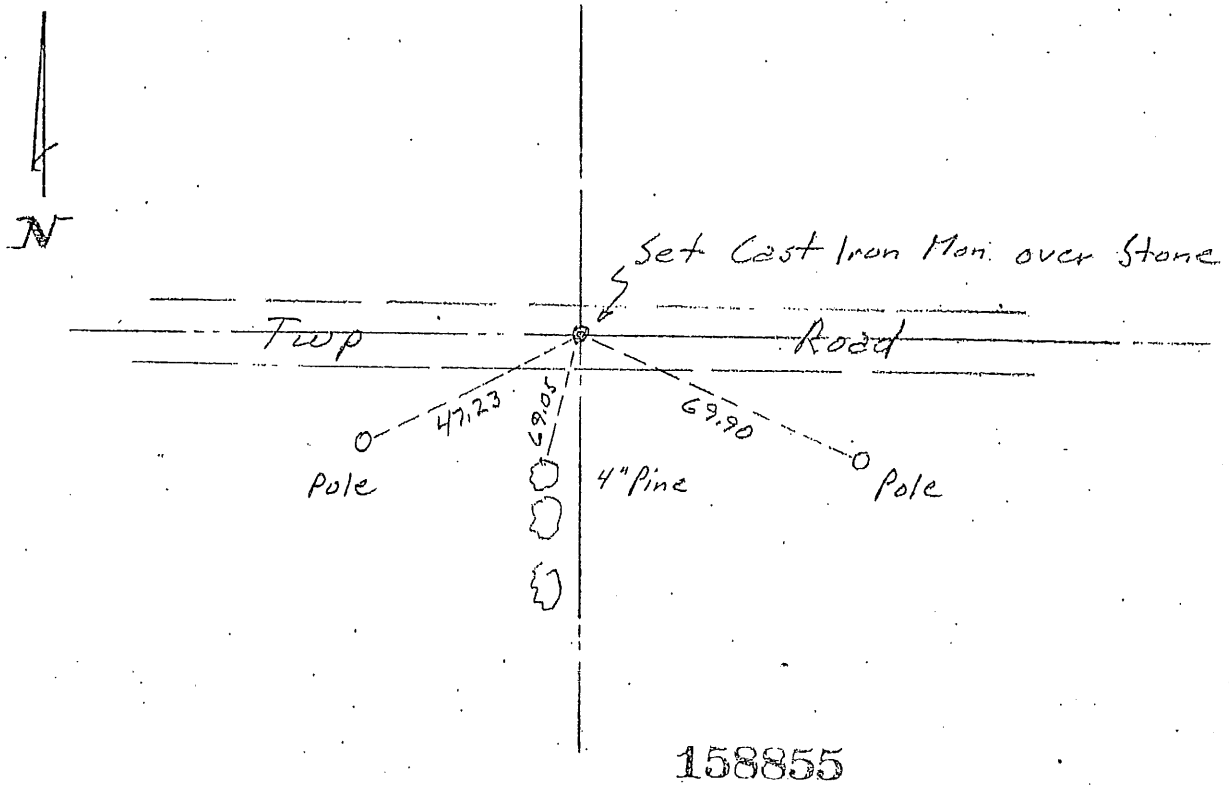 N
Set Cast Iron Mon. over Stone
Twp Road
47.23
69.05
69.90
Pole
4" Pine
Pole
158855